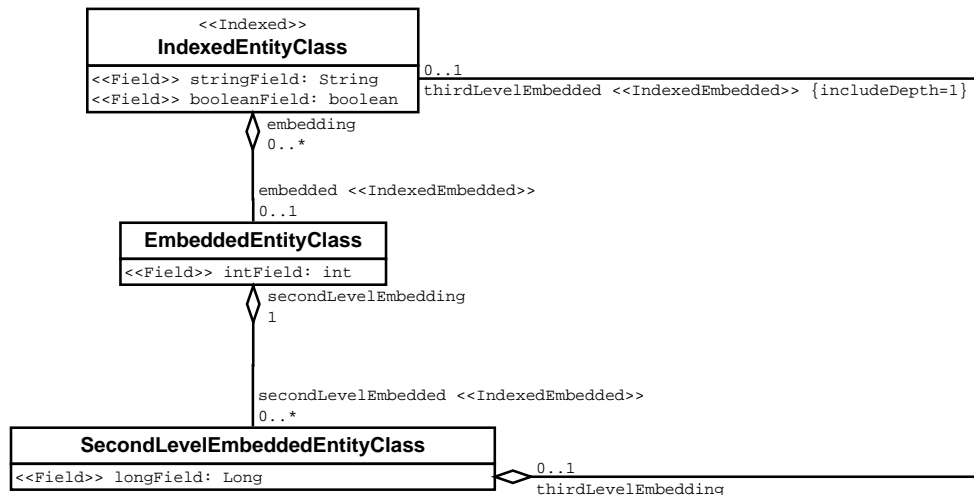 <<Indexed>>
IndexedEntityClass
<<Field>> stringField: String
<<Field>> booleanField: boolean
0..1
thirdLevelEmbedded <<IndexedEmbedded>> {includeDepth=1}
embedding
0..*
embedded <<IndexedEmbedded>>
0..1
EmbeddedEntityClass
<<Field>> intField: int
secondLevelEmbedding
1
secondLevelEmbedded <<IndexedEmbedded>>
0..*
SecondLevelEmbeddedEntityClass
<<Field>> longField: Long
0..1
thirdLevelEmbedding